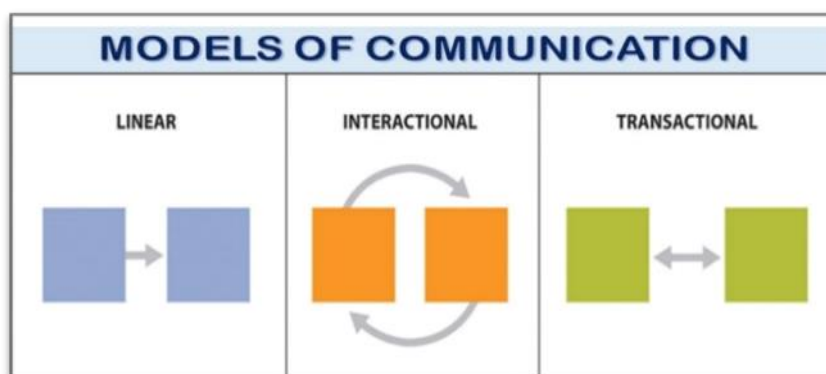 MODELS OF COMMUNICATION
LINEAR
INTERACTIONAL
TRANSACTIONAL